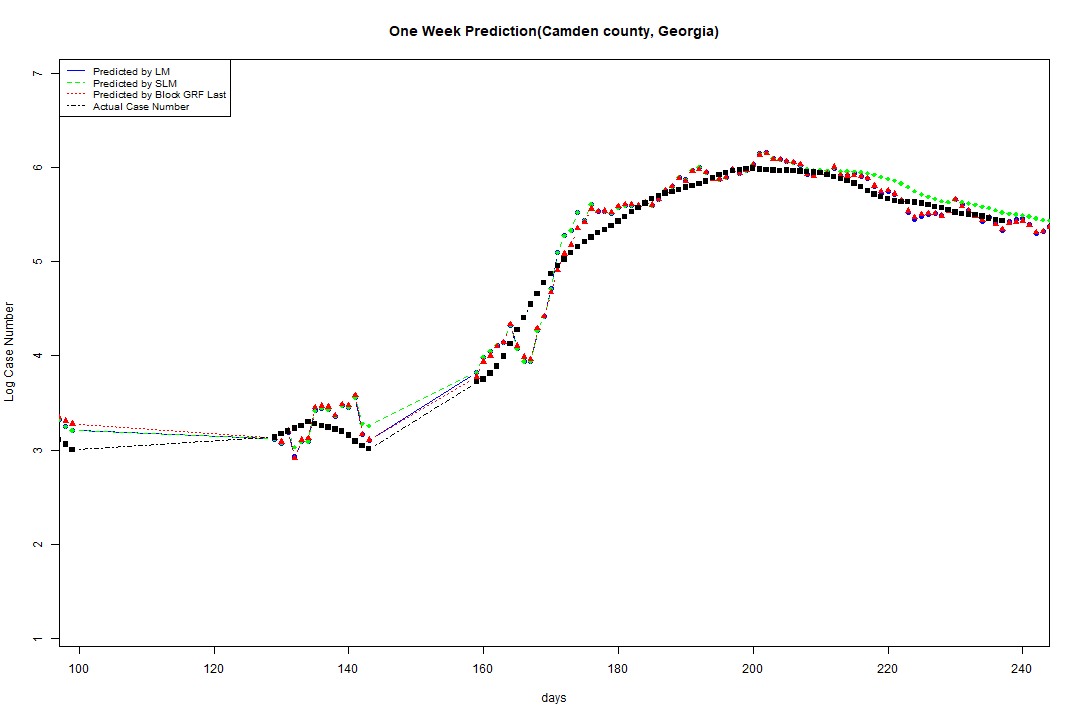 One Week Prediction(Camden county, Georgia)
Predicted by LM
Predicted by SLM
Predicted by Block GRF Last
Actual Case Number
7
6
5
4
3
2
1
Log Case Number
100 120 140 160 180 200 220 240
days